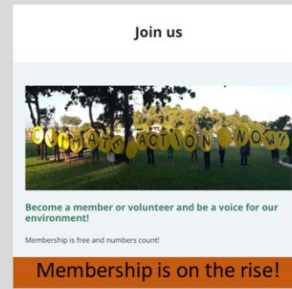 Join us
CLIMATE ACTION NOW!
Become a member or volunteer and be a voice for our
environment!
Membership is free and numbers count!
Membership is on the rise!